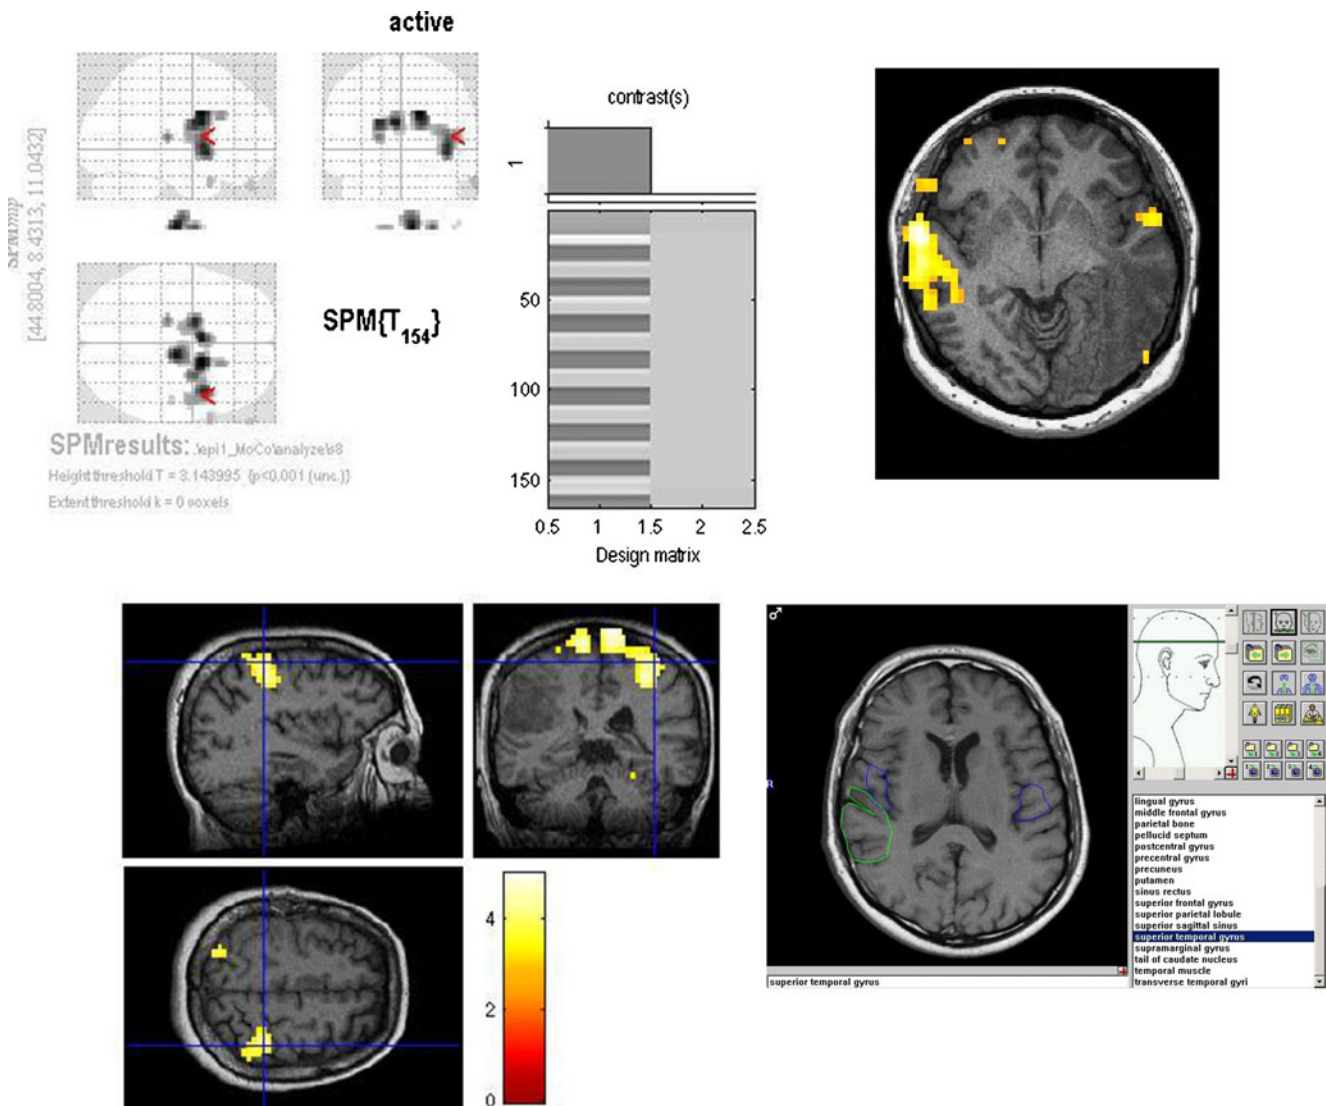 active
SPMmip
[44.8004, 8.4313, 11.0432]
SPM{T154}
SPMresults: .\epi1_MoCo\analyze\s8
Height threshold T = 3.143995 {p<0.001 (unc.)}
Extent threshold k = 0 voxels
contrast(s)
1
50
100
150
0.5 1 1.5 2 2.5
Design matrix
4
2
0
R
lingual gyrus
middle frontal gyrus
parietal bone
pellucid septum
postcentral gyrus
precentral gyrus
precuneus
putamen
sinus rectus
superior frontal gyrus
superior parietal lobule
superior sagittal sinus
superior temporal gyrus
supramarginal gyrus
tail of caudate nucleus
temporal muscle
transverse temporal gyri
superior temporal gyrus